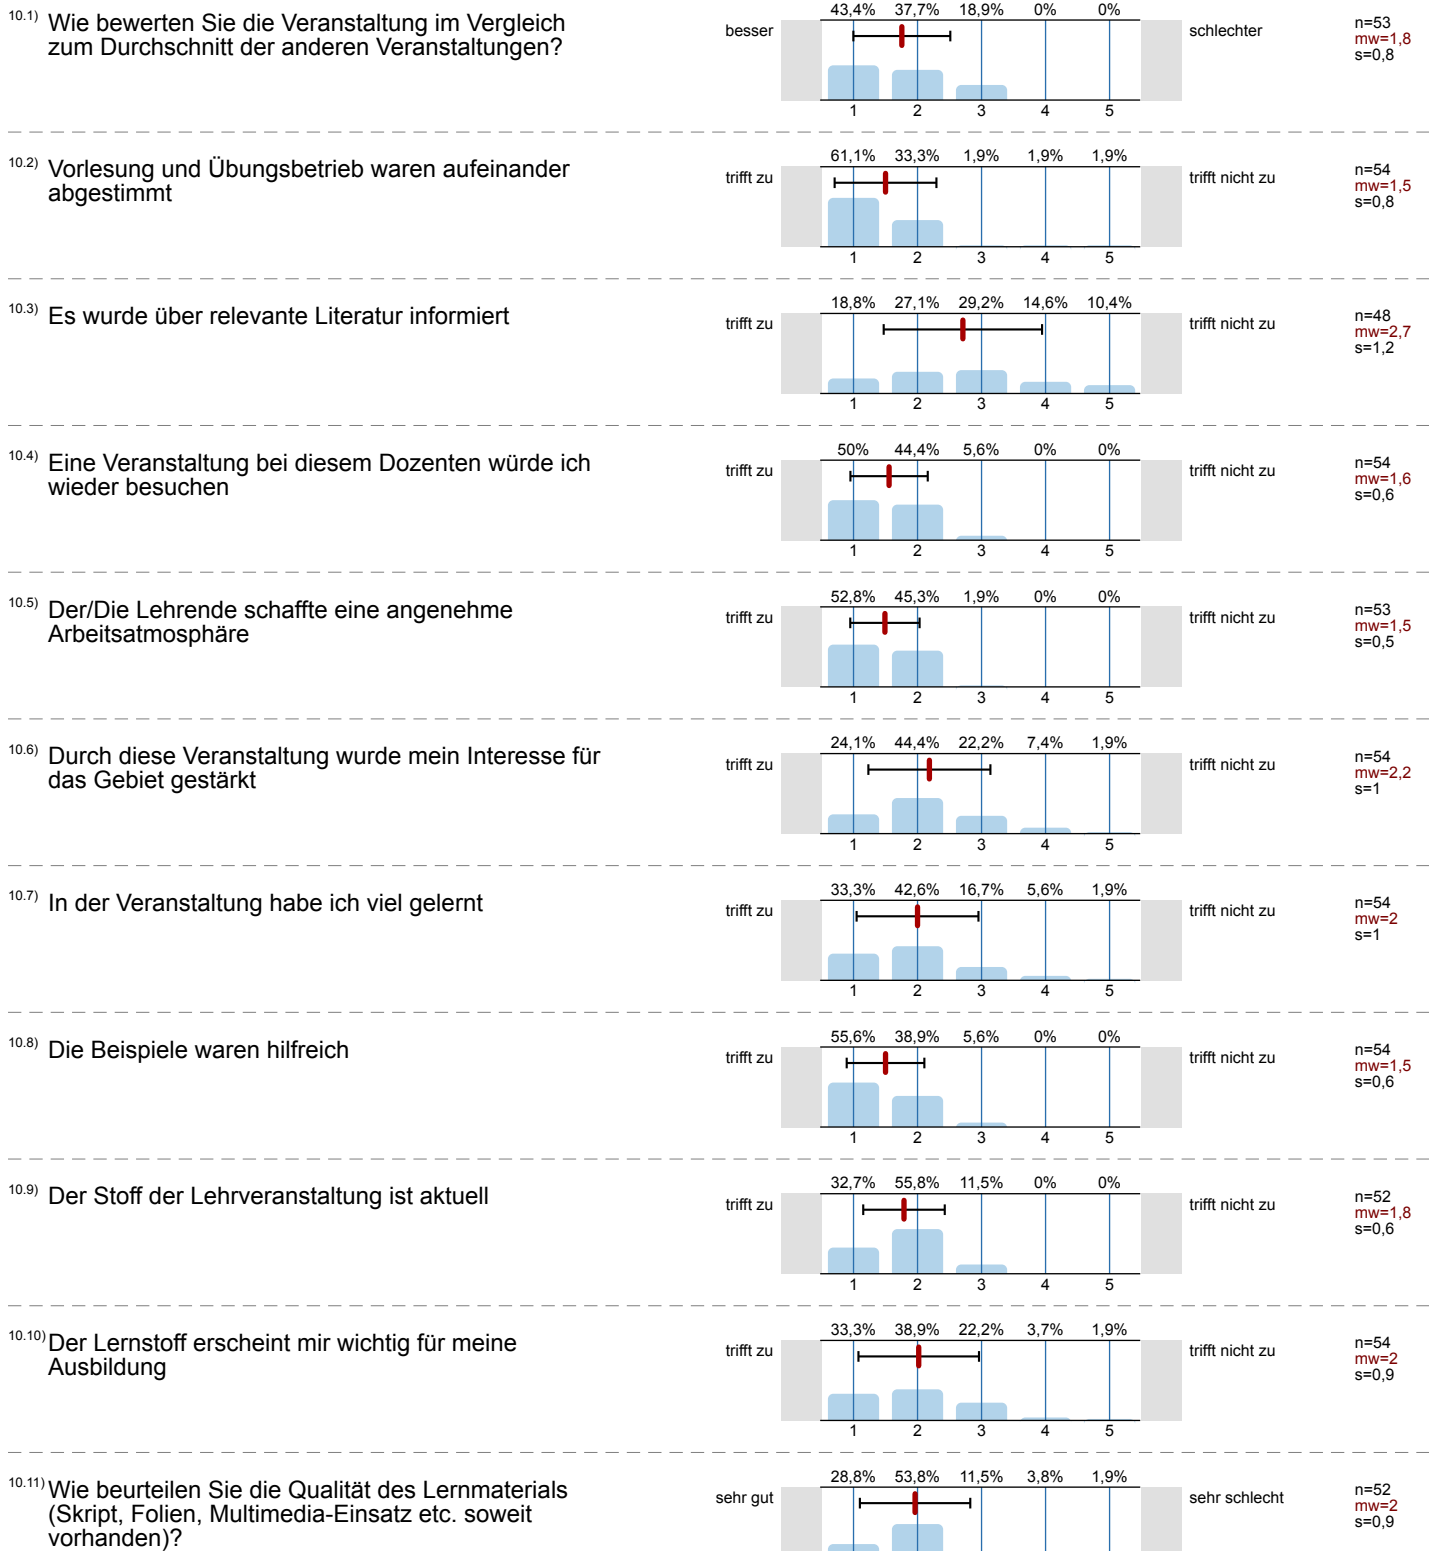 10.1) Wie bewerten Sie die Veranstaltung im Vergleich
zum Durchschnitt der anderen Veranstaltungen?
besser
43,4% 37,7% 18,9% 0% 0%
1 2 3 4 5
schlechter
n=53
mw=1,8
s=0,8
10.2) Vorlesung und Übungsbetrieb waren aufeinander
abgestimmt
trifft zu
61,1% 33,3% 1,9% 1,9% 1,9%
1 2 3 4 5
trifft nicht zu
n=54
mw=1,5
s=0,8
10.3) Es wurde über relevante Literatur informiert
trifft zu
18,8% 27,1% 29,2% 14,6% 10,4%
1 2 3 4 5
trifft nicht zu
n=48
mw=2,7
s=1,2
10.4) Eine Veranstaltung bei diesem Dozenten würde ich
wieder besuchen
trifft zu
50% 44,4% 5,6% 0% 0%
1 2 3 4 5
trifft nicht zu
n=54
mw=1,6
s=0,6
10.5) Der/Die Lehrende schaffte eine angenehme
Arbeitsatmosphäre
trifft zu
52,8% 45,3% 1,9% 0% 0%
1 2 3 4 5
trifft nicht zu
n=53
mw=1,5
s=0,5
10.6) Durch diese Veranstaltung wurde mein Interesse für
das Gebiet gestärkt
trifft zu
24,1% 44,4% 22,2% 7,4% 1,9%
1 2 3 4 5
trifft nicht zu
n=54
mw=2,2
s=1
10.7) In der Veranstaltung habe ich viel gelernt
trifft zu
33,3% 42,6% 16,7% 5,6% 1,9%
1 2 3 4 5
trifft nicht zu
n=54
mw=2
s=1
10.8) Die Beispiele waren hilfreich
trifft zu
55,6% 38,9% 5,6% 0% 0%
1 2 3 4 5
trifft nicht zu
n=54
mw=1,5
s=0,6
10.9) Der Stoff der Lehrveranstaltung ist aktuell
trifft zu
32,7% 55,8% 11,5% 0% 0%
1 2 3 4 5
trifft nicht zu
n=52
mw=1,8
s=0,6
10.10) Der Lernstoff erscheint mir wichtig für meine
Ausbildung
trifft zu
33,3% 38,9% 22,2% 3,7% 1,9%
1 2 3 4 5
trifft nicht zu
n=54
mw=2
s=0,9
10.11) Wie beurteilen Sie die Qualität des Lernmaterials
(Skript, Folien, Multimedia-Einsatz etc. soweit
vorhanden)?
sehr gut
28,8% 53,8% 11,5% 3,8% 1,9%
sehr schlecht
n=52
mw=2
s=0,9